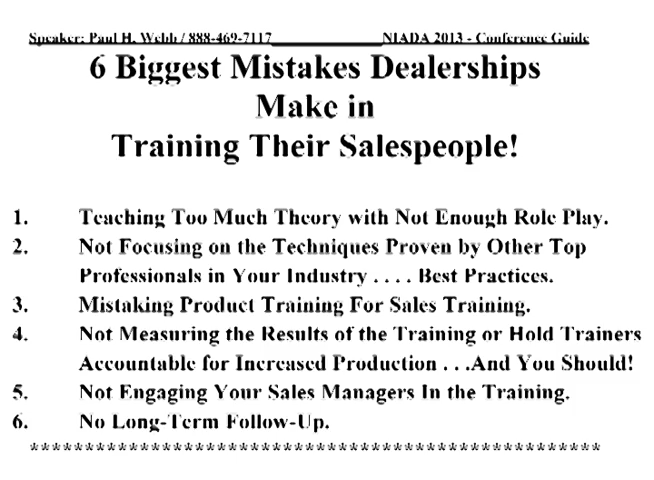 Speaker: Paul H. Webb / 888-469-7117 NIADA 2013 - Conference Guide
6 Biggest Mistakes Dealerships
Make in
Training Their Salespeople!
1. Teaching Too Much Theory with Not Enough Role Play.
2. Not Focusing on the Techniques Proven by Other Top
Professionals in Your Industry . . . . Best Practices.
3. Mistaking Product Training For Sales Training.
4. Not Measuring the Results of the Training or Hold Trainers
Accountable for Increased Production . . .And You Should!
5. Not Engaging Your Sales Managers In the Training.
6. No Long-Term Follow-Up.
****************************************************